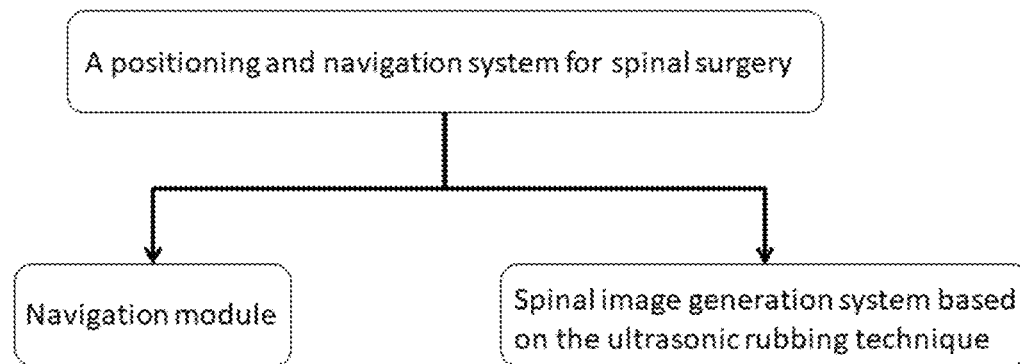 A positioning and navigation system for spinal surgery
Navigation module
Spinal image generation system based
on the ultrasonic rubbing technique